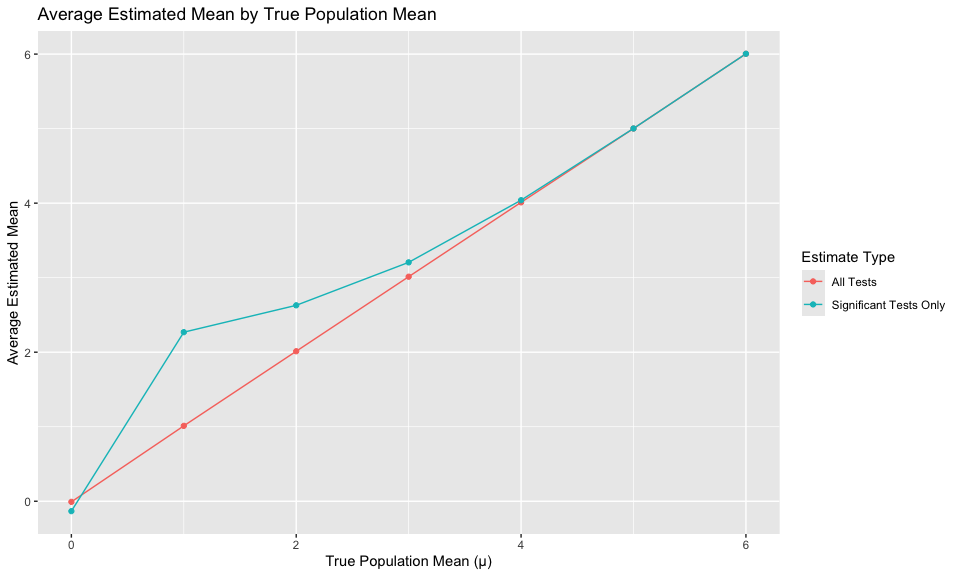 Average Estimated Mean by True Population Mean
Average Estimated Mean
6
4
2
0
0 2 4 6
True Population Mean (μ)
Estimate Type
All Tests
Significant Tests Only